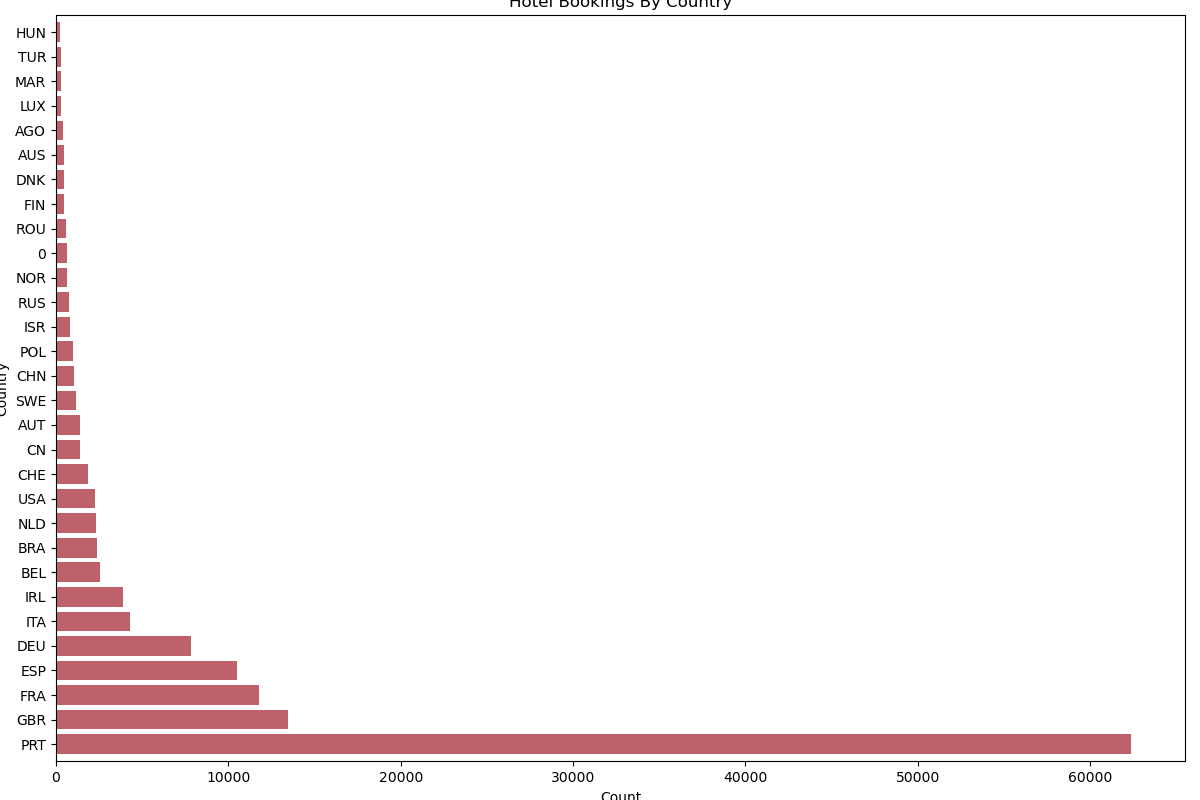 Hotel Bookings By Country
HUN
TUR
MAR
LUX
AGO
AUS
DNK
FIN
ROU
0
NOR
RUS
ISR
POL
CHN
SWE
AUT
CN
CHE
USA
NLD
BRA
BEL
IRL
ITA
DEU
ESP
FRA
GBR
PRT
Country
0 10000 20000 30000 40000 50000 60000
Count